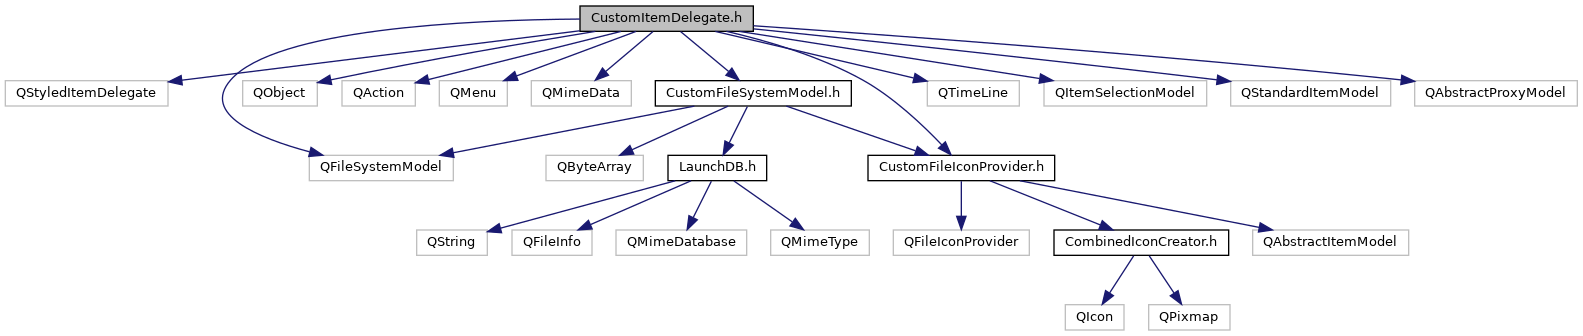 CustomItemDelegate.h
QStyledItemDelegate
QObject
QAction
QMenu
QMimeData
CustomFileSystemModel.h
QTimeLine
QItemSelectionModel
QStandardItemModel
QAbstractProxyModel
QFileSystemModel
QByteArray
LaunchDB.h
CustomFileIconProvider.h
QString
QFileInfo
QMimeDatabase
QMimeType
QFileIconProvider
CombinedIconCreator.h
QAbstractItemModel
QIcon
QPixmap